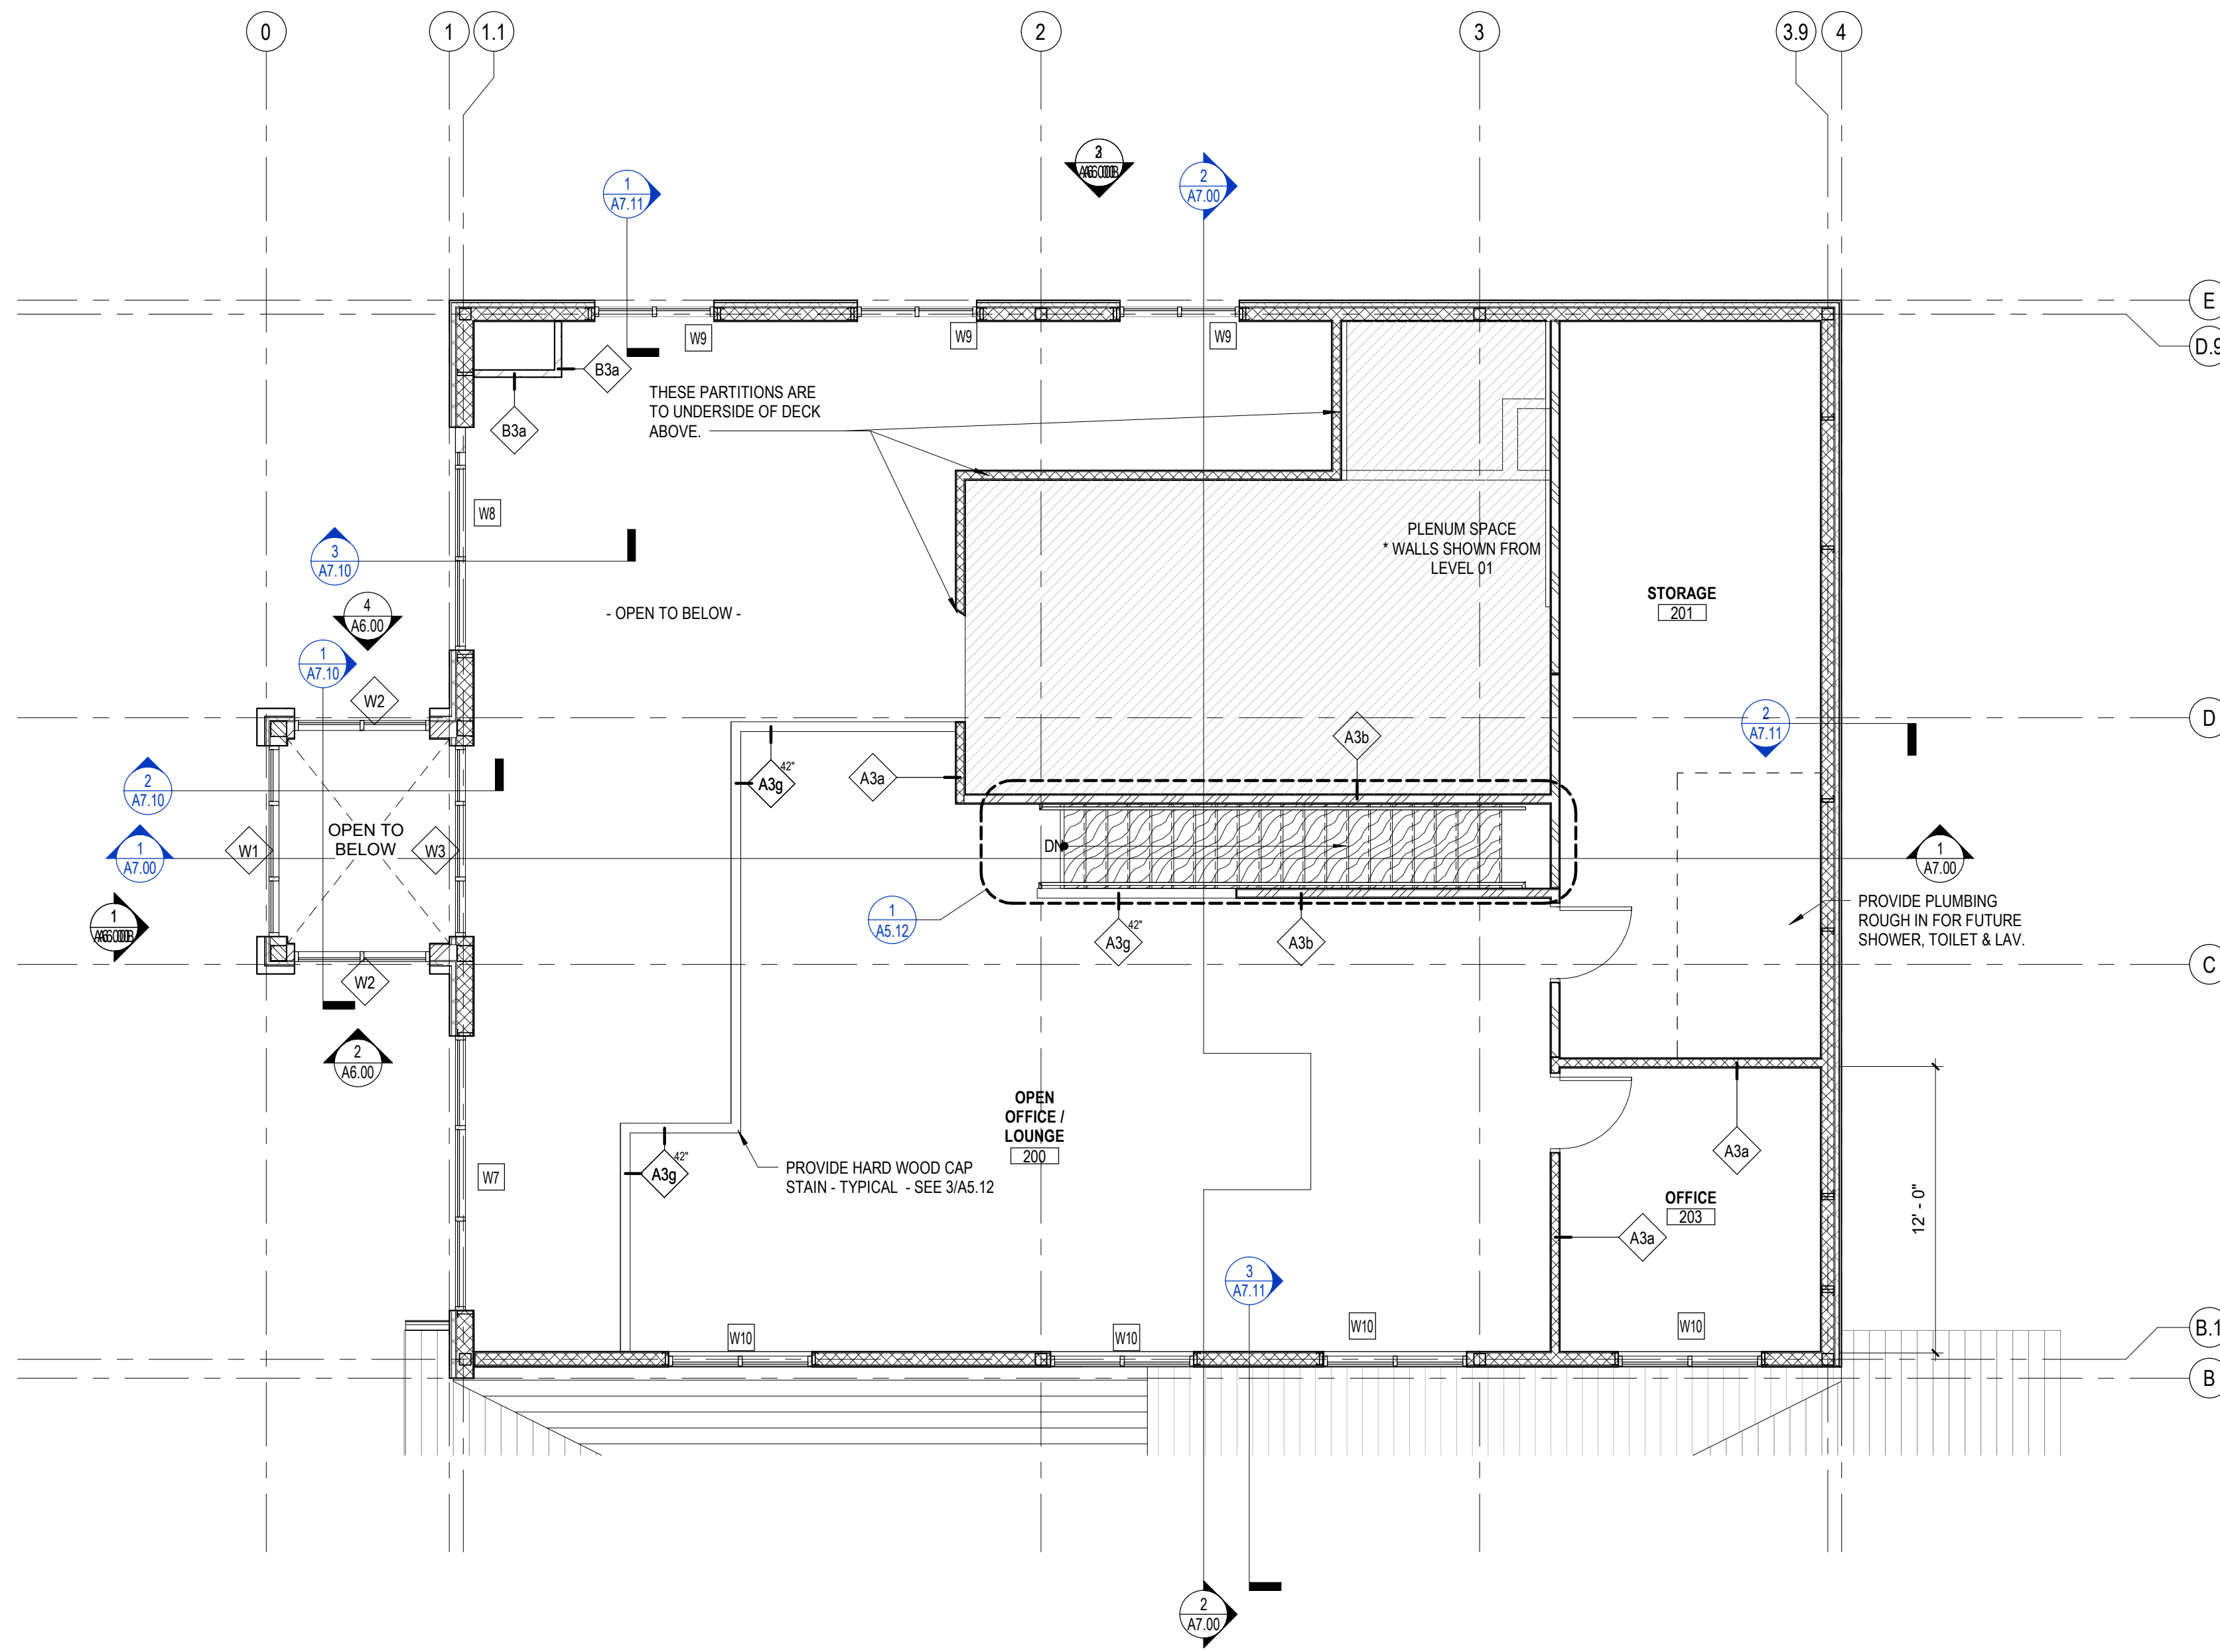 0
1
1.1
2
3
3.9
4
1
A7.11
2
A7.00
E
D.9
W9
W9
W9
B3a
B3a
THESE PARTITIONS ARE
TO UNDERSIDE OF DECK
ABOVE.
W8
PLENUM SPACE
* WALLS SHOWN FROM
LEVEL 01
3
A7.10
STORAGE
201
- OPEN TO BELOW -
4
A6.00
1
A7.10
W2
D
2
A7.11
A3b
42"
A3g
A3a
2
A7.10
OPEN TO
BELOW
W1
W3
1
A7.00
DN
1
A7.00
1
1
A5.12
42"
A3g
A3b
PROVIDE PLUMBING
ROUGH IN FOR FUTURE
SHOWER, TOILET & LAV.
C
W2
2
A6.00
OPEN
OFFICE /
LOUNGE
200
42"
A3g
W7
PROVIDE HARD WOOD CAP
STAIN - TYPICAL - SEE 3/A5.12
A3a
OFFICE
203
A3a
12' - 0"
3
A7.11
W10
W10
W10
W10
B.1
B
2
A7.00